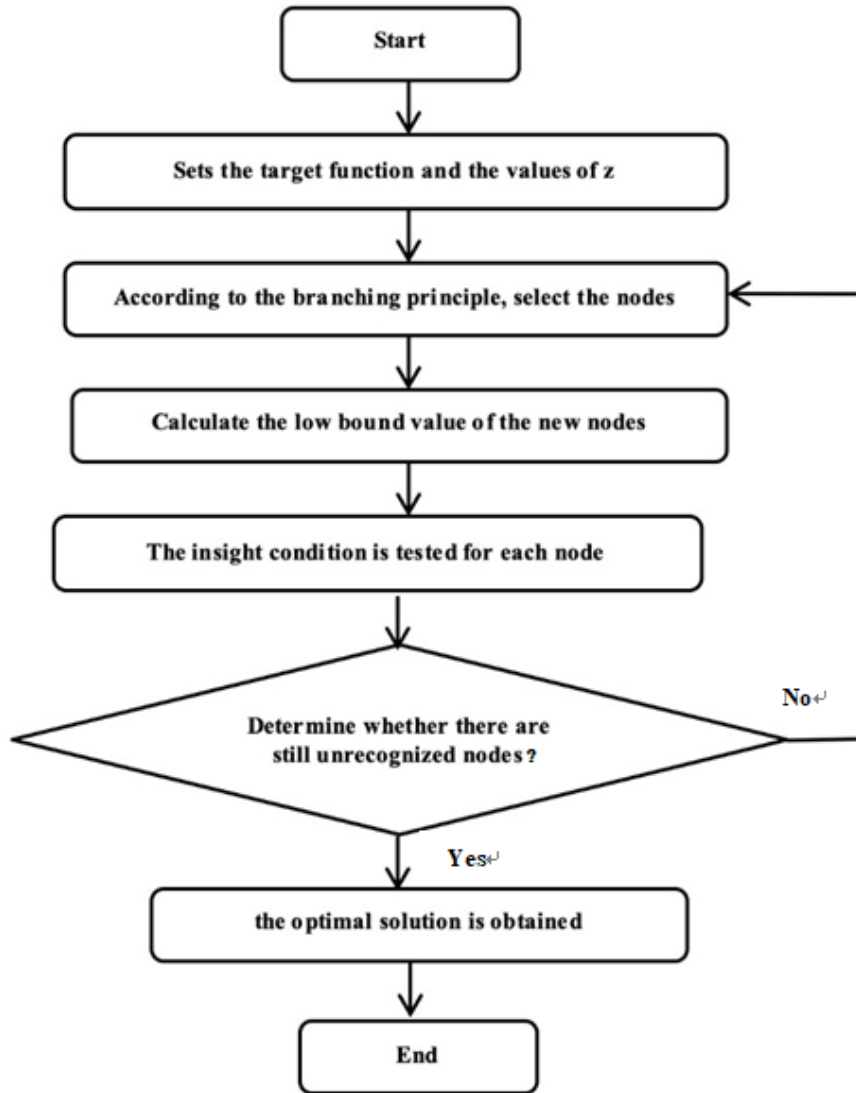 Start
Sets the target function and the values of z
According to the branching principle, select the nodes
Calculate the low bound value of the new nodes
The insight condition is tested for each node
Determine whether there are
still unrecognized nodes?
No↵
Yes↵
the optimal solution is obtained
End